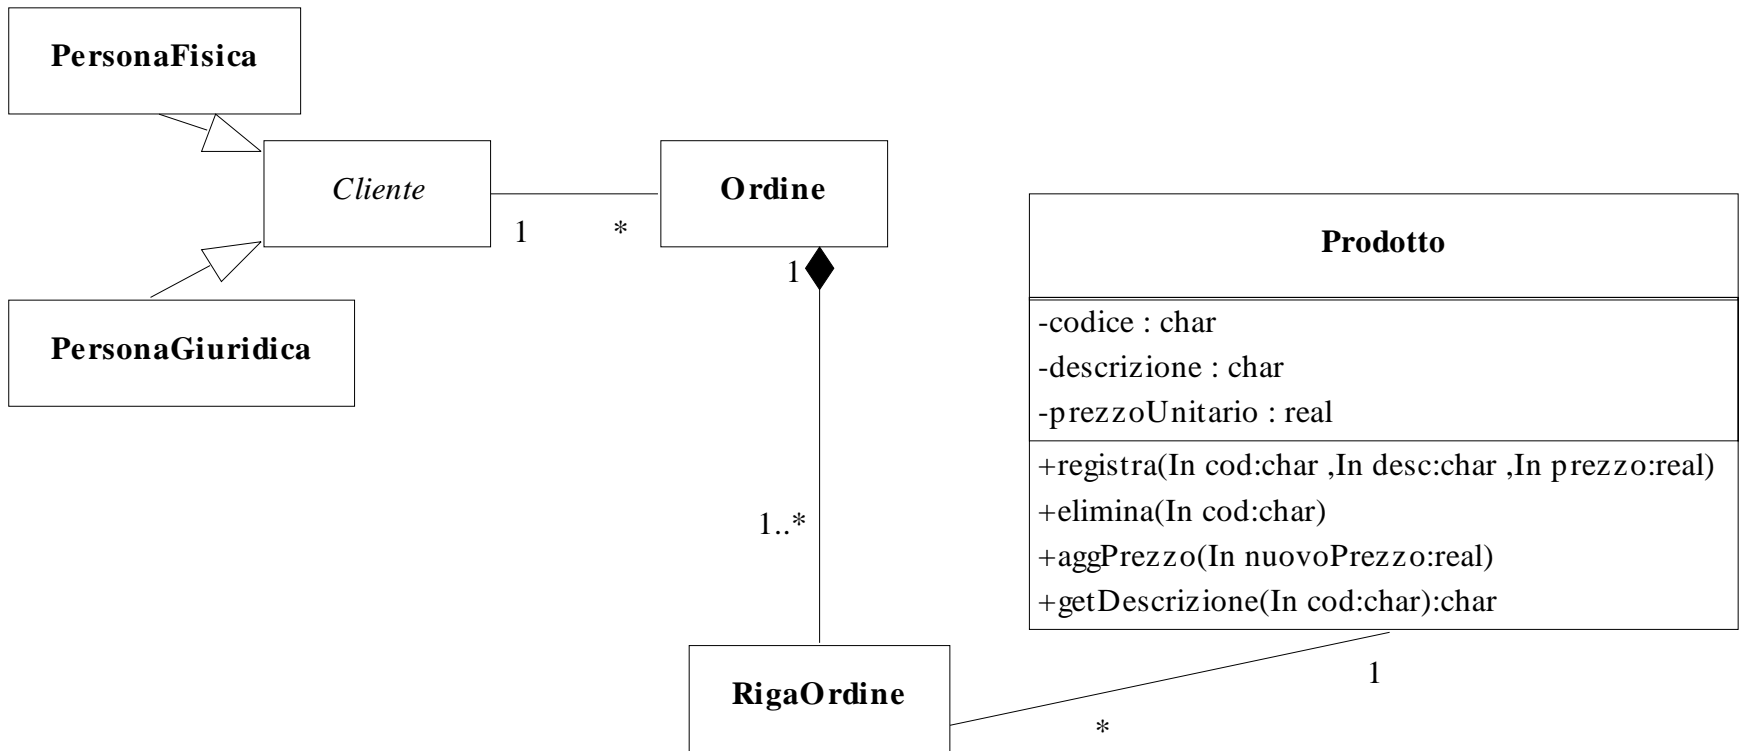 PersonaFisica
Cliente
1
*
Ordine
1
PersonaGiuridica
Prodotto
-codice : char
-descrizione : char
-prezzoUnitario : real
+registra(In cod:char ,In desc:char ,In prezzo:real)
+elimina(In cod:char)
+aggPrezzo(In nuovoPrezzo:real)
+getDescrizione(In cod:char):char
1..*
RigaOrdine
1
*